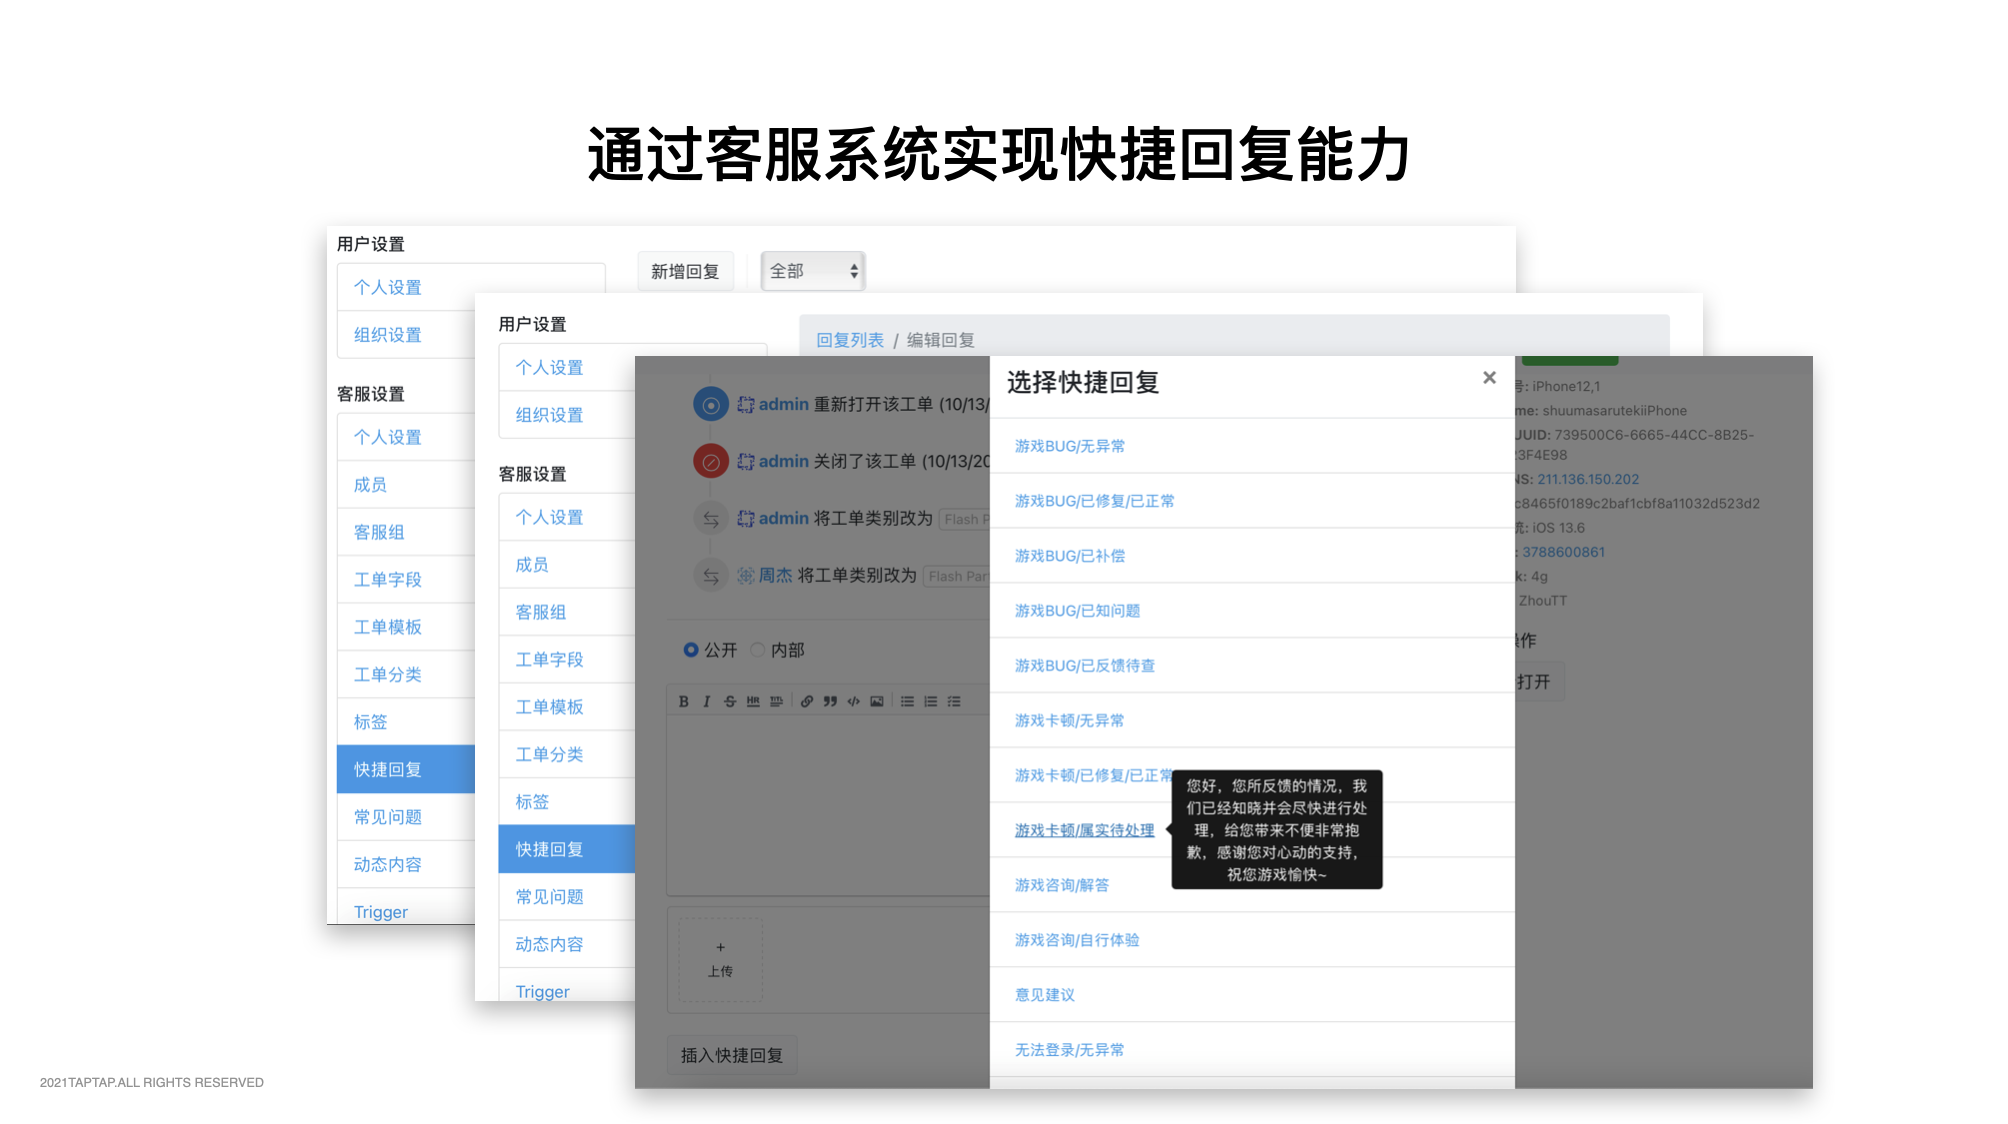 通过客服系统实现快捷回复能力
用户设置
个人设置
组织设置
客服设置
个人设置
成员
客服组
工单字段
工单模板
工单分类
标签
快捷回复
常见问题
动态内容
Trigger
新增回复
全部
用户设置
个人设置
组织设置
客服设置
个人设置
成员
客服组
工单字段
工单模板
工单分类
标签
快捷回复
常见问题
动态内容
Trigger
回复列表 / 编辑回复
admin 重新打开该工单 (10/13/
admin 关闭了该工单 (10/13/20
admin 将工单类别改为 Flash P
周杰 将工单类别改为 Flash Par
公开 内部
+
上传
插入快捷回复
选择快捷回复
×
游戏BUG/无异常
游戏BUG/已修复/已正常
游戏BUG/已补偿
游戏BUG/已知问题
游戏BUG/已反馈待查
游戏卡顿/无异常
游戏卡顿/已修复/已正常
游戏卡顿/属实待处理
游戏咨询/解答
游戏咨询/自行体验
意见建议
无法登录/无异常
您好，您所反馈的情况，我
们已经知晓并会尽快进行处
理，给您带来不便非常抱
歉，感谢您对心动的支持，
祝您游戏愉快~
号: iPhone12,1
me: shuumasarutekiiPhone
UUID: 739500C6-6665-44CC-8B25-
3F4E98
NS: 211.136.150.202
c8465f0189c2baf1cbf8a11032d523d2
统: iOS 13.6
: 3788600861
k: 4g
ZhouTT
操作
打开
2021TAPTAP.ALL RIGHTS RESERVED